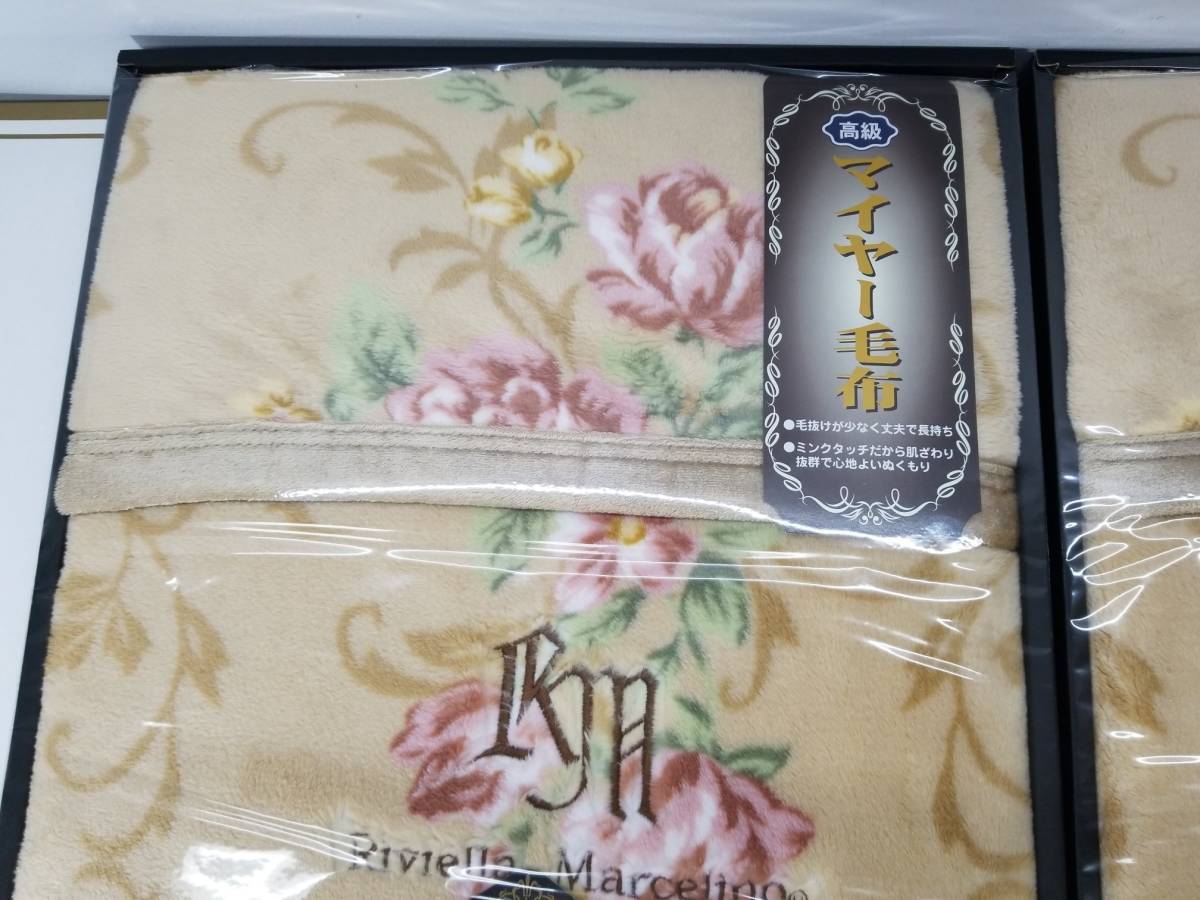 高級
マイヤー毛布
●毛抜けが少なく丈夫で長持ち
●ミンクタッチだから肌ざわり
抜群で心地よいぬくもり
RM
Riviella Marcelino®